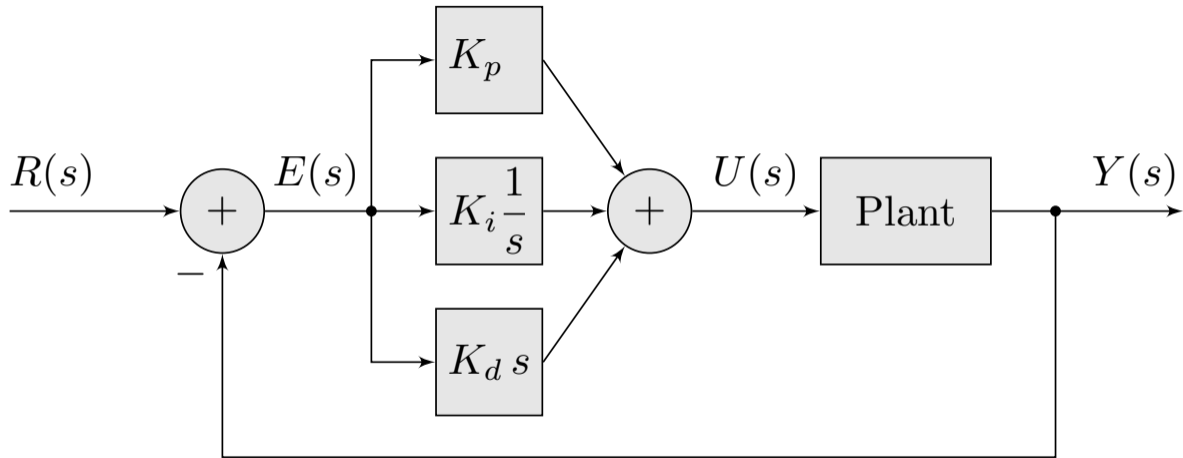 K_p
R(s)
+
E(s)
K_i 1/s
+
U(s)
Plant
Y(s)
−
K_d s